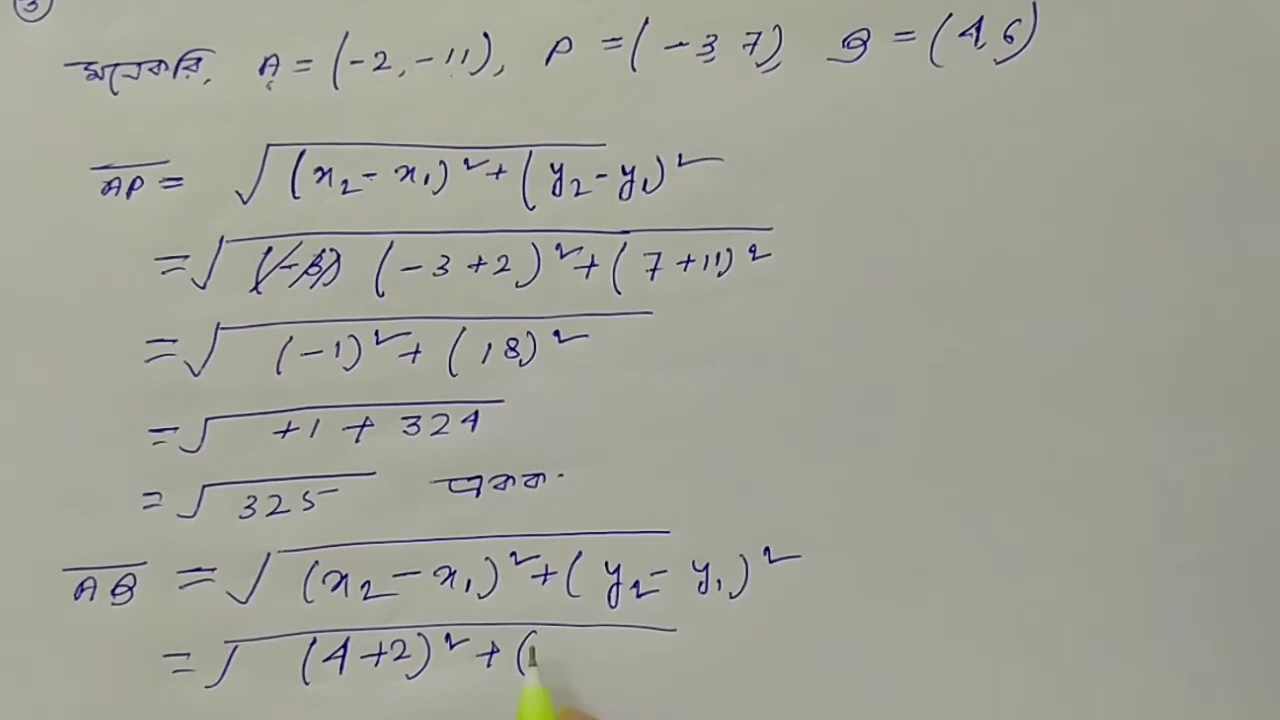 ③
মনেকরি, A = (-2, -11), P = (-3, 7), B = (4, 6)
AP = √(x₂ - x₁)² + (y₂ - y₁)²
= √(-3+2)² + (7+11)²
= √(-1)² + (18)²
= √+1 + 324
= √325 একক.
AB = √(x₂ - x₁)² + (y₂ - y₁)²
= √(4+2)² + (